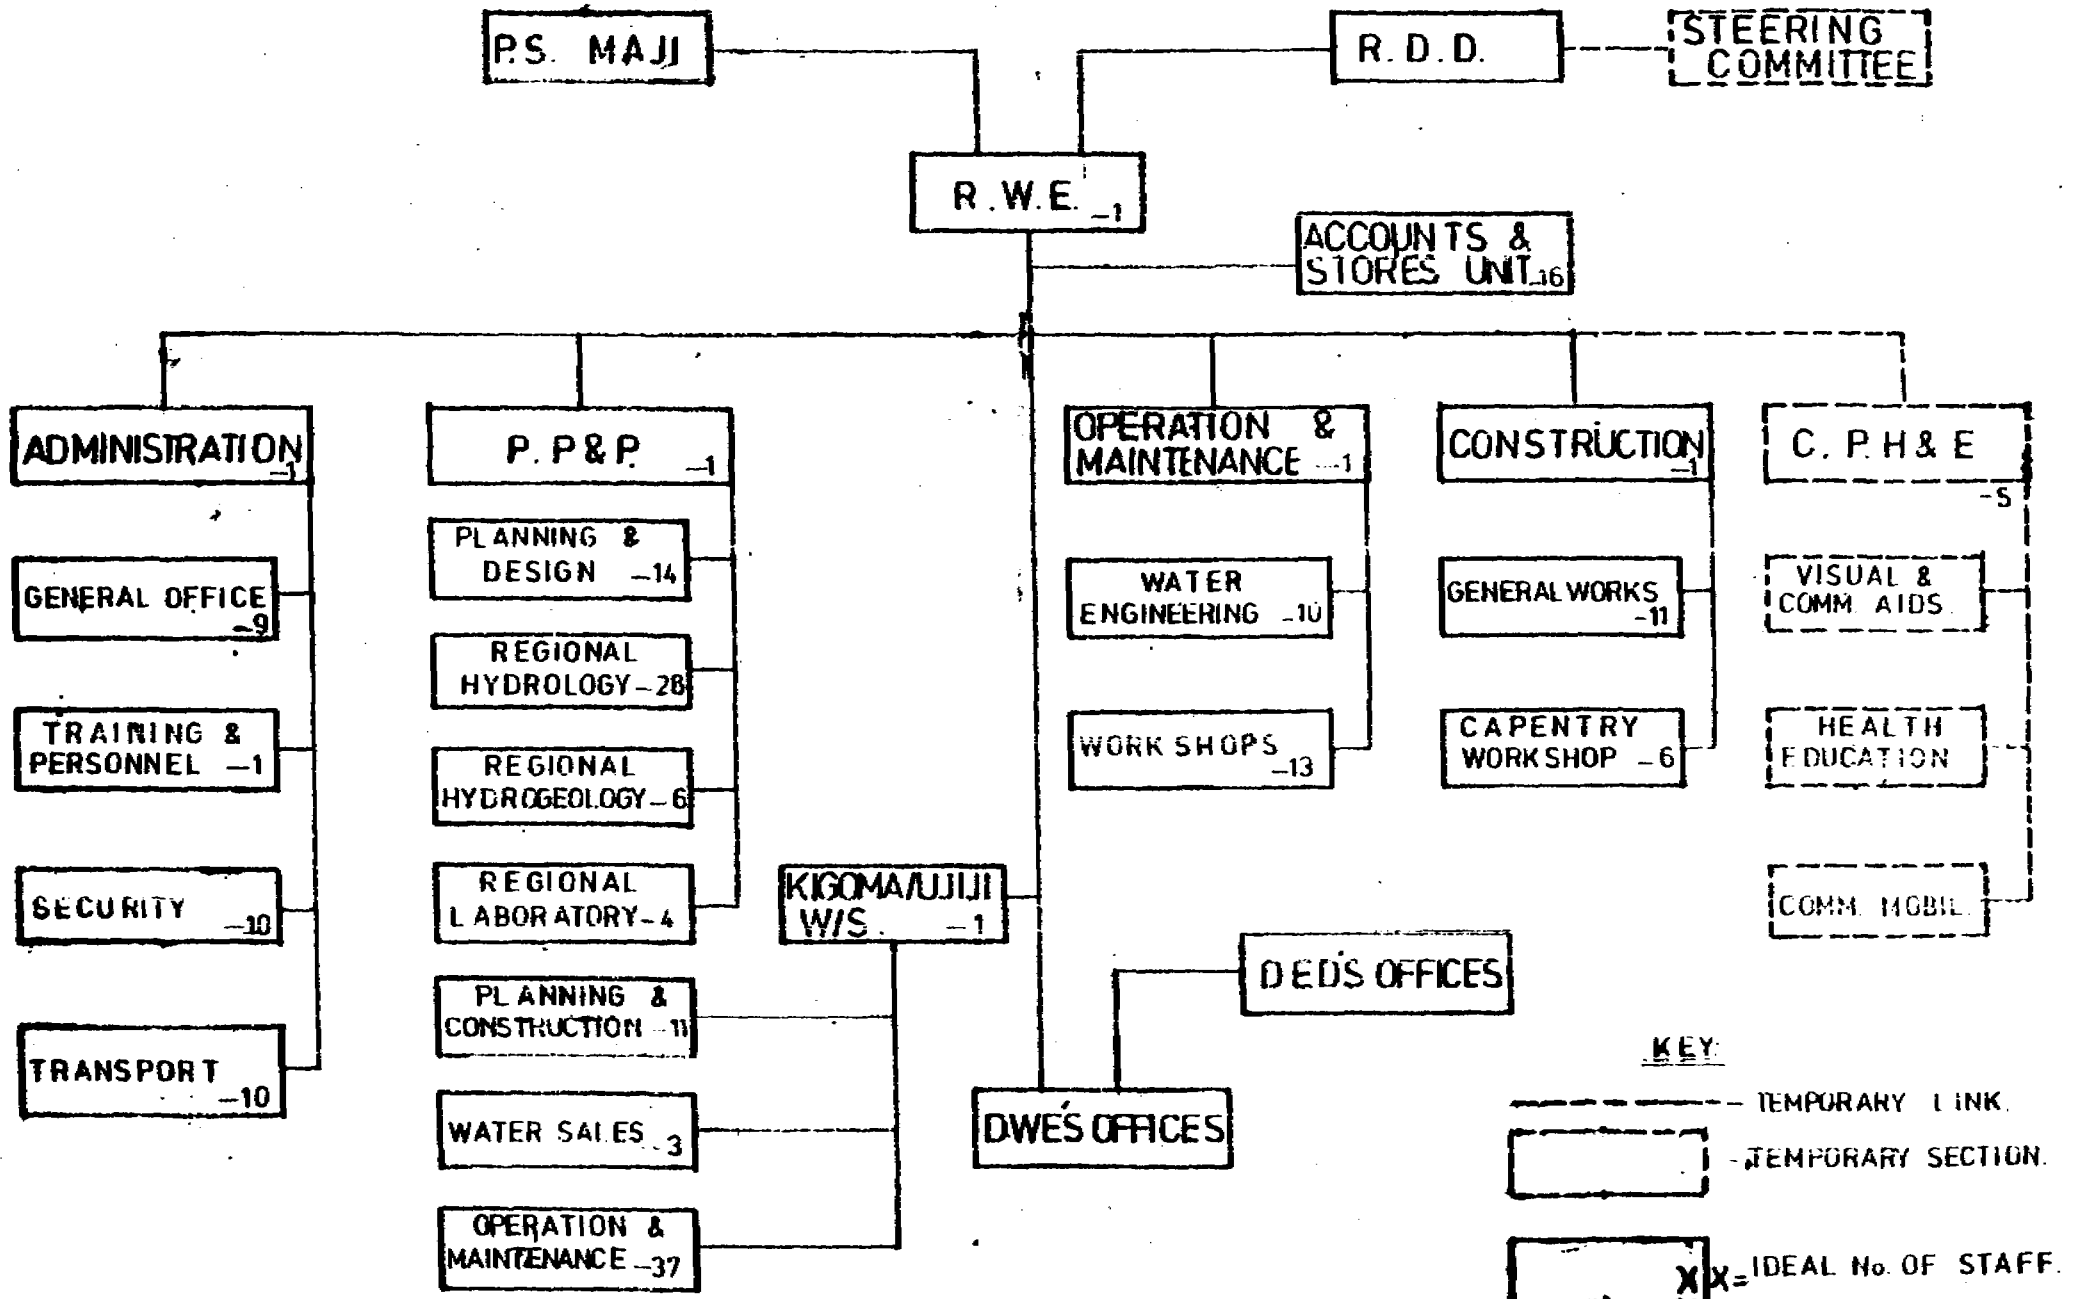 P.S. MAJI
R.D.D.
STEERING
COMMITTEE
R.W.E. -1
ACCOUNTS &
STORES UNIT -16
ADMINISTRATION
-1
GENERAL OFFICE
-9
TRAINING &
PERSONNEL -1
SECURITY
-10
TRANSPORT
-10
P. P & P. -1
PLANNING &
DESIGN -14
REGIONAL
HYDROLOGY -28
REGIONAL
HYDROGEOLOGY -6
REGIONAL
LABORATORY -4
KIGOMA/UJIJI
W/S. -1
PLANNING &
CONSTRUCTION -11
WATER SALES -3
OPERATION &
MAINTENANCE -37
OPERATION &
MAINTENANCE -1
WATER
ENGINEERING -10
WORKSHOPS
-13
CONSTRUCTION
-1
GENERAL WORKS
-11
CAPENTRY
WORKSHOP -6
C. P. H & E
-5
VISUAL &
COMM. AIDS.
HEALTH
EDUCATION
COMM. MOBIL.
DED'S OFFICES
DWE'S OFFICES
KEY:
- TEMPORARY LINK.
- TEMPORARY SECTION.
X X = IDEAL No. OF STAFF.